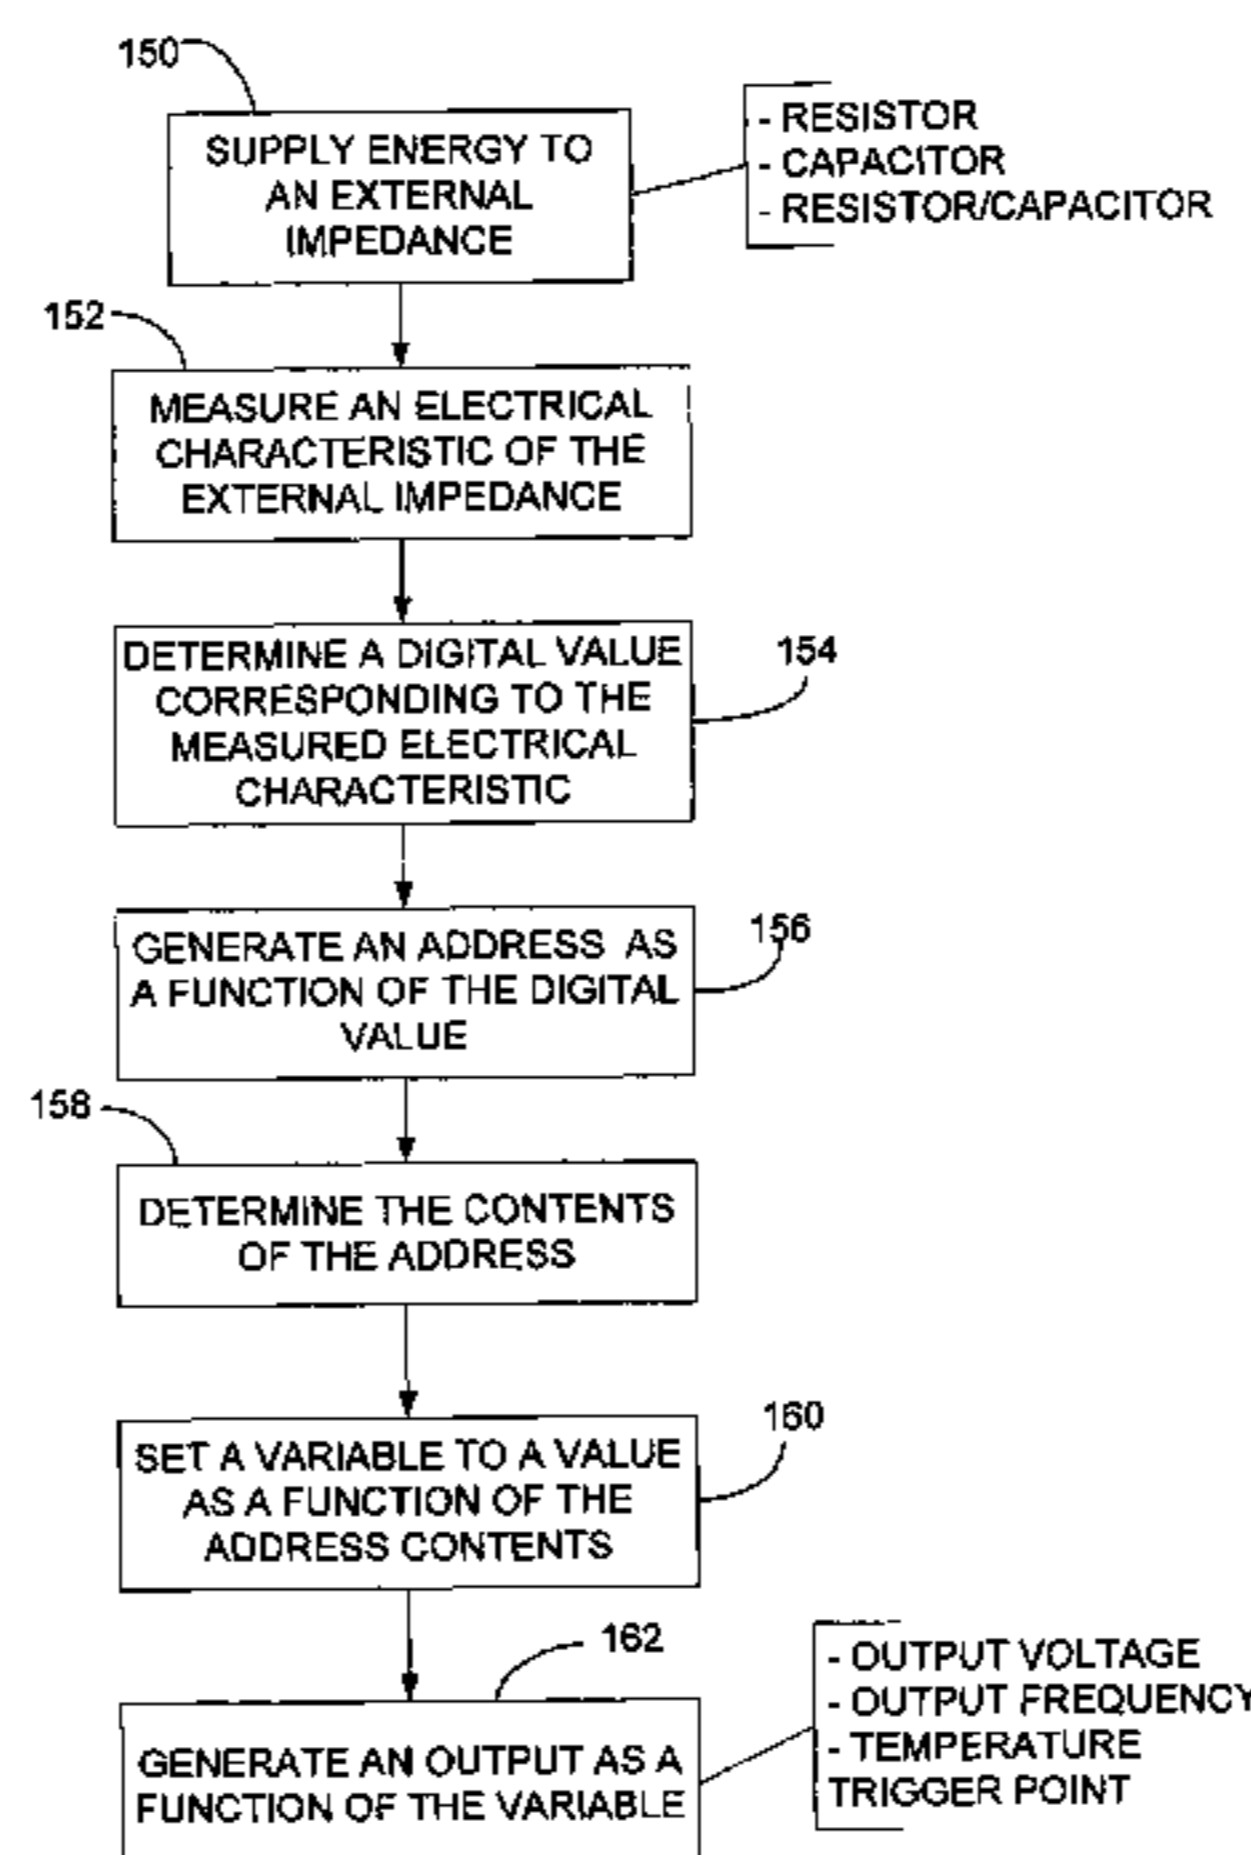 150
SUPPLY ENERGY TO
AN EXTERNAL
IMPEDANCE
- RESISTOR
- CAPACITOR
- RESISTOR/CAPACITOR
152
MEASURE AN ELECTRICAL
CHARACTERISTIC OF THE
EXTERNAL IMPEDANCE
DETERMINE A DIGITAL VALUE
CORRESPONDING TO THE
MEASURED ELECTRICAL
CHARACTERISTIC
154
GENERATE AN ADDRESS AS
A FUNCTION OF THE DIGITAL
VALUE
156
158
DETERMINE THE CONTENTS
OF THE ADDRESS
160
SET A VARIABLE TO A VALUE
AS A FUNCTION OF THE
ADDRESS CONTENTS
162
GENERATE AN OUTPUT AS A
FUNCTION OF THE VARIABLE
- OUTPUT VOLTAGE
- OUTPUT FREQUENCY
- TEMPERATURE
TRIGGER POINT